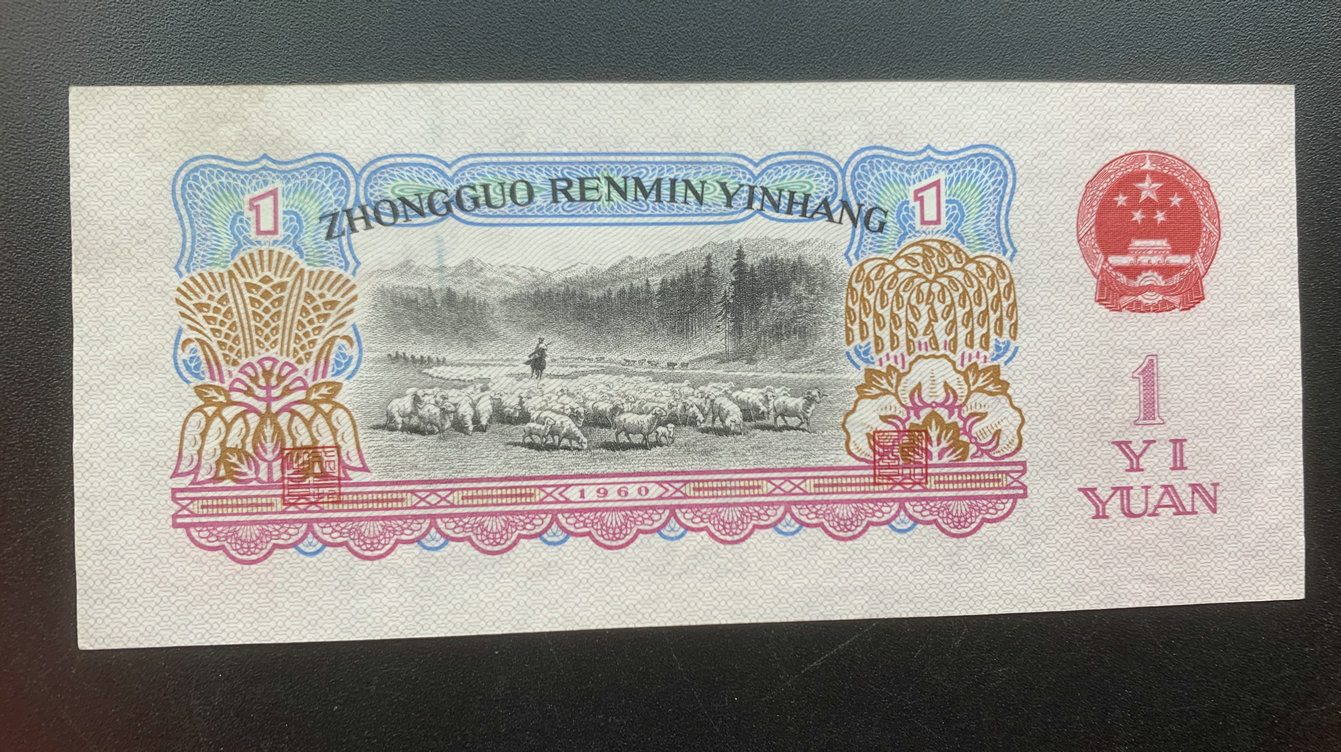 ZHONGGUO RENMIN YINHANG
1
1
1960
1
YI
YUAN